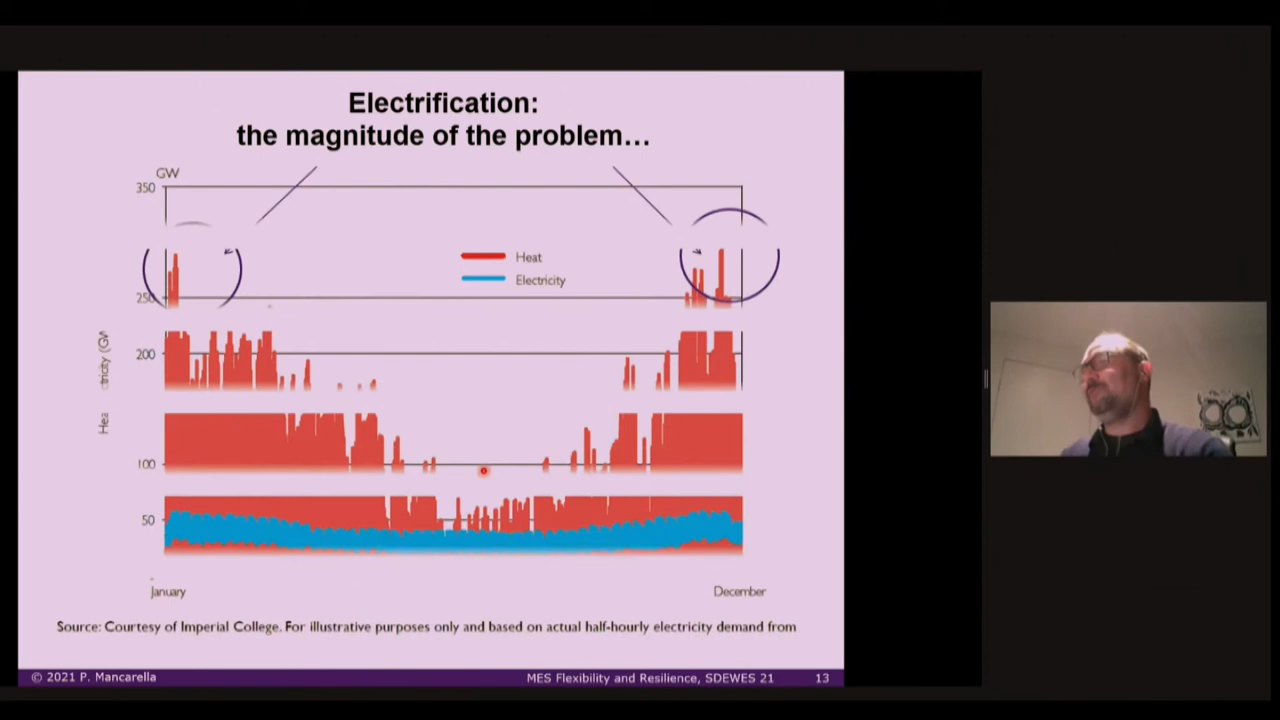 Electrification:
the magnitude of the problem…
GW
350
Heat
Electricity
250
200
100
50
January
December
Source: Courtesy of Imperial College. For illustrative purposes only and based on actual half-hourly electricity demand from
© 2021 P. Mancarella
MES Flexibility and Resilience, SDEWES 21
13